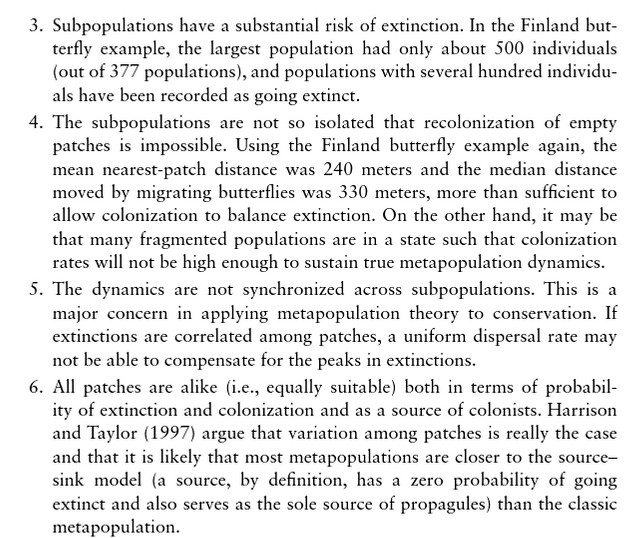 3. Subpopulations have a substantial risk of extinction. In the Finland but-
terfly example, the largest population had only about 500 individuals
(out of 377 populations), and populations with several hundred individu-
als have been recorded as going extinct.
4. The subpopulations are not so isolated that recolonization of empty
patches is impossible. Using the Finland butterfly example again, the
mean nearest-patch distance was 240 meters and the median distance
moved by migrating butterflies was 330 meters, more than sufficient to
allow colonization to balance extinction. On the other hand, it may be
that many fragmented populations are in a state such that colonization
rates will not be high enough to sustain true metapopulation dynamics.
5. The dynamics are not synchronized across subpopulations. This is a
major concern in applying metapopulation theory to conservation. If
extinctions are correlated among patches, a uniform dispersal rate may
not be able to compensate for the peaks in extinctions.
6. All patches are alike (i.e., equally suitable) both in terms of probabil-
ity of extinction and colonization and as a source of colonists. Harrison
and Taylor (1997) argue that variation among patches is really the case
and that it is likely that most metapopulations are closer to the source–
sink model (a source, by definition, has a zero probability of going
extinct and also serves as the sole source of propagules) than the classic
metapopulation.